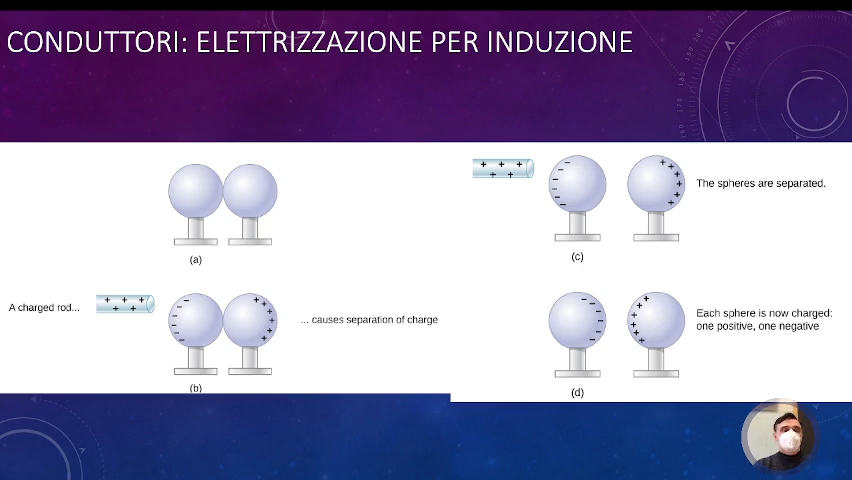 CONDUTTORI: ELETTRIZZAZIONE PER INDUZIONE
(a)
A charged rod...
+ + + + +
- - - - -
+ + + + + +
... causes separation of charge
(b)
+ + + + +
- - - - - -
+ + + + + +
The spheres are separated.
(c)
- - - - - -
+ + + + + +
Each sphere is now charged:
one positive, one negative
(d)